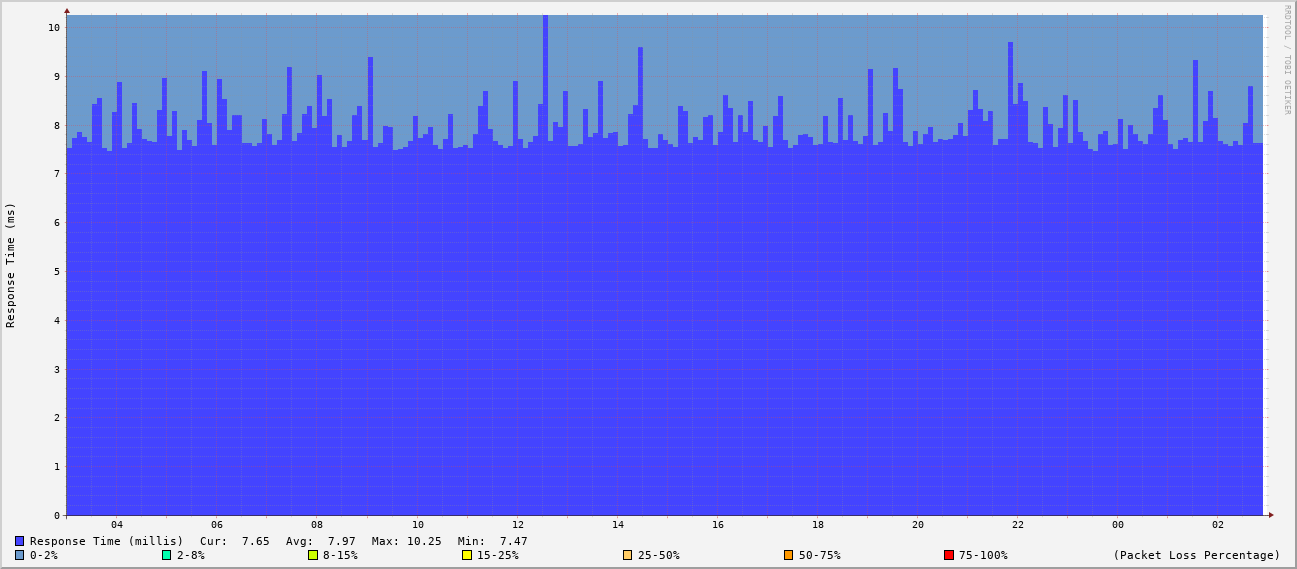 RRDTOOL / TOBI OETIKER
Response Time (ms)
10
9
8
7
6
5
4
3
2
1
0
04 06 08 10 12 14 16 18 20 22 00 02
Response Time (millis) Cur: 7.65 Avg: 7.97 Max: 10.25 Min: 7.47
0-2% 2-8% 8-15% 15-25% 25-50% 50-75% 75-100% (Packet Loss Percentage)